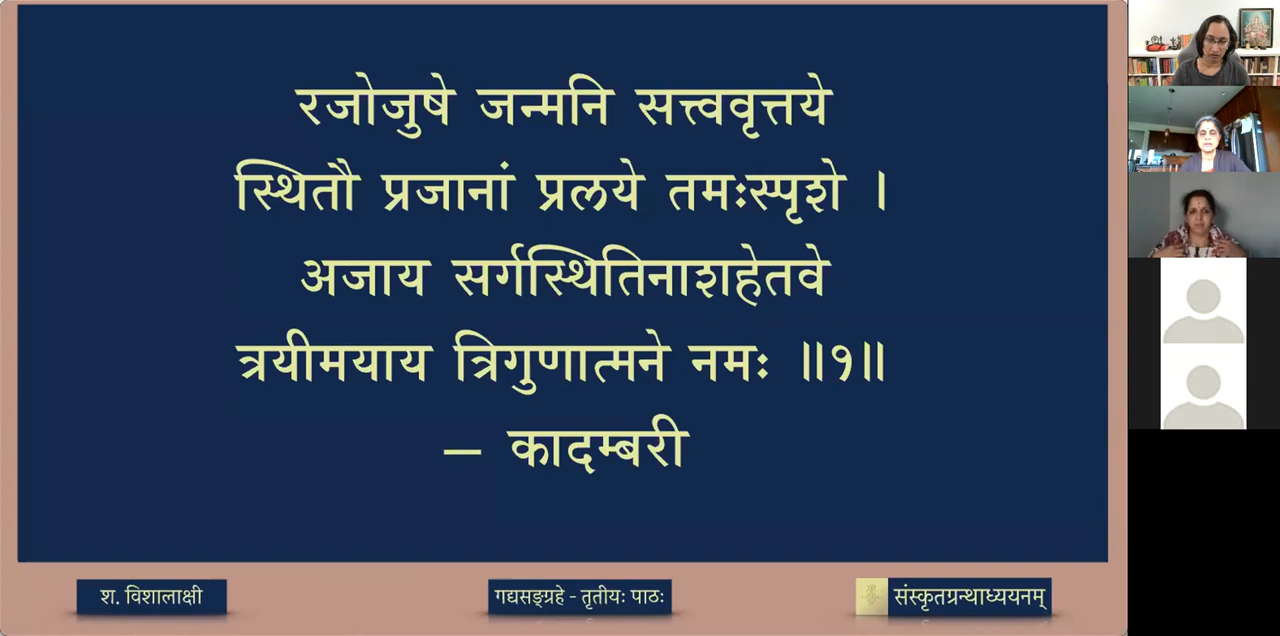 रजोजुषे जन्मनि सत्त्ववृत्तये
स्थितौ प्रजानां प्रलये तमःस्पृशे ।
अजाय सर्गस्थितिनाशहेतवे
त्रयीमयाय त्रिगुणात्मने नमः ॥१॥
– कादम्बरी
श. विशालाक्षी
गद्यसङ्ग्रहे - तृतीयः पाठः
संस्कृतग्रन्थाध्ययनम्